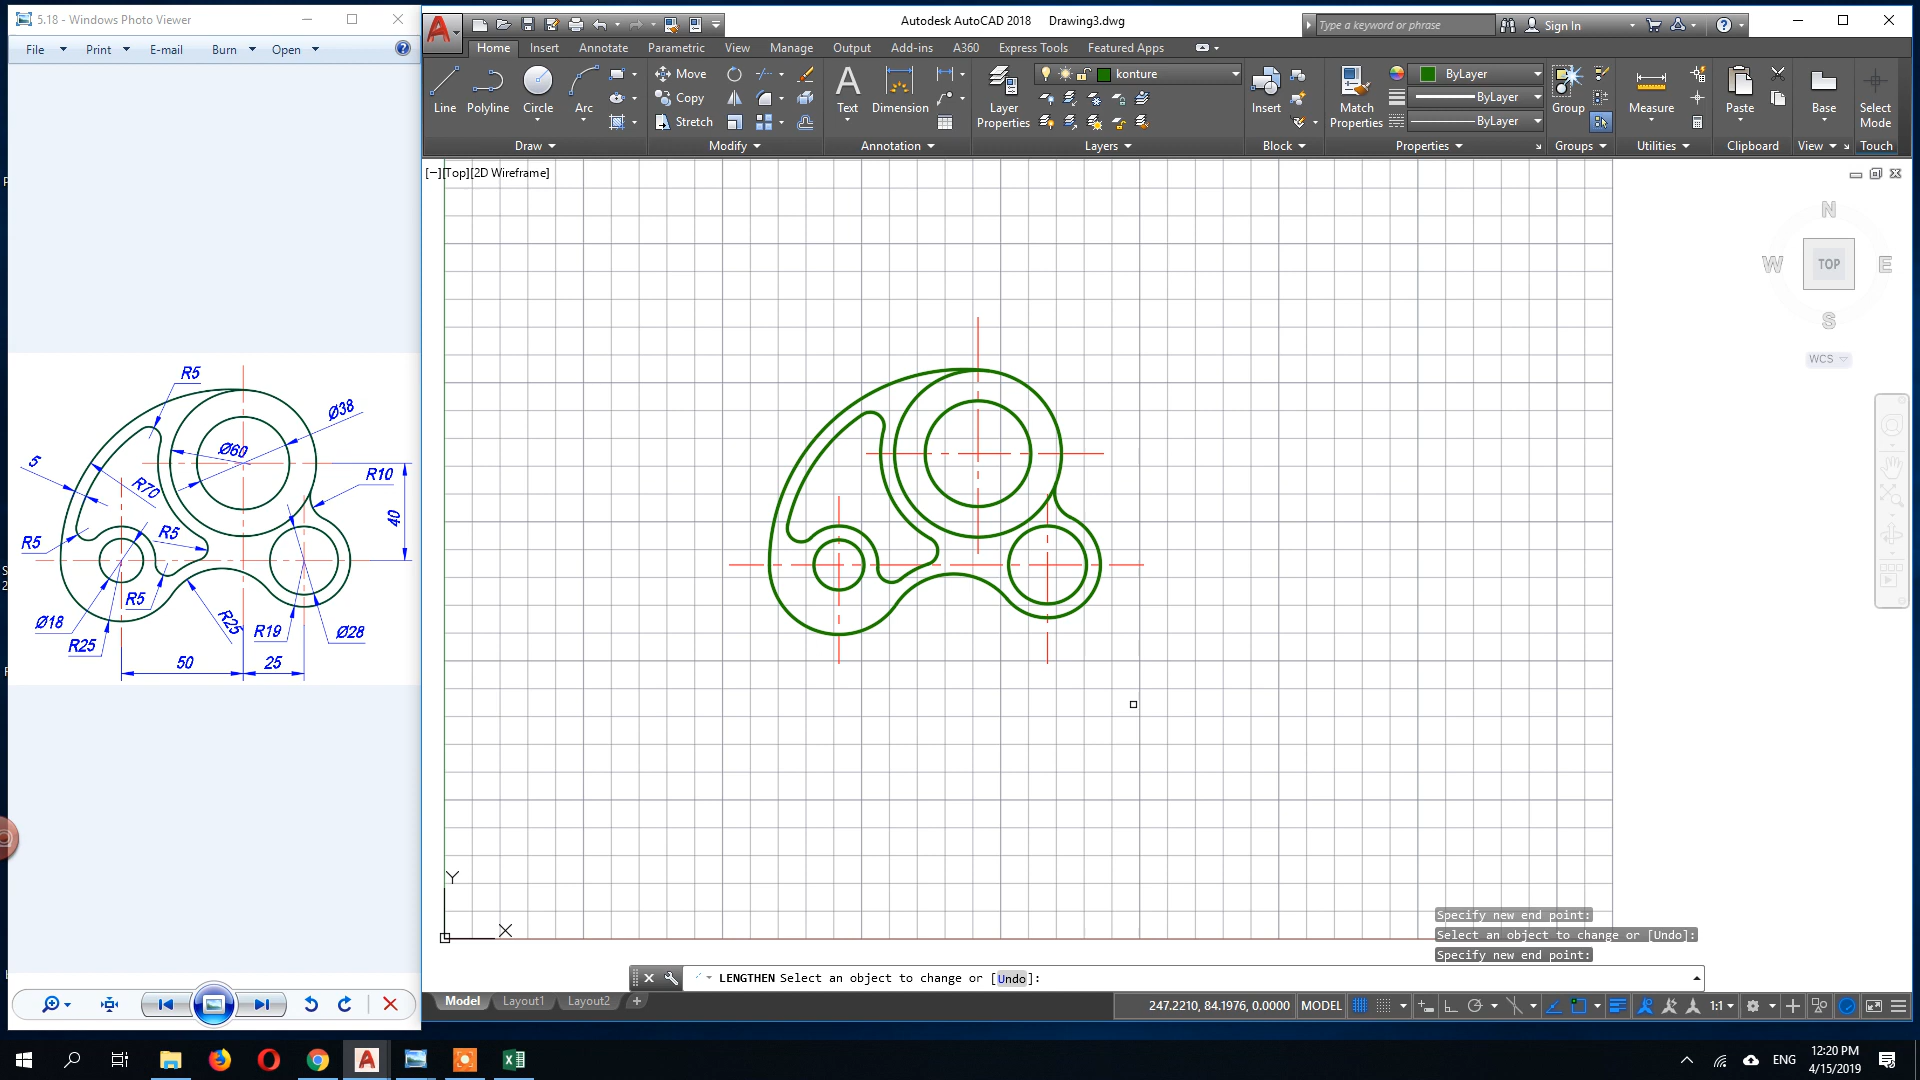 5.18 - Windows Photo Viewer
File Print E-mail Burn Open
R5
Ø38
Ø60
5
R70
R10
40
R5
R5
R5
Ø18
R25
R25
R19
Ø28
50
25
Autodesk AutoCAD 2018 Drawing3.dwg
Type a keyword or phrase
Sign In
Home Insert Annotate Parametric View Manage Output Add-ins A360 Express Tools Featured Apps
Line Polyline Circle Arc
Move
Copy
Stretch
Text Dimension
Layer Properties
konture
Insert
Match Properties
ByLayer
ByLayer
ByLayer
Group
Measure
Paste
Base
Select Mode
Draw Modify Annotation Layers Block Properties Groups Utilities Clipboard View Touch
[−][Top][2D Wireframe]
N
W TOP E
S
WCS
Y
X
Specify new end point:
Select an object to change or [Undo]:
Specify new end point:
LENGTHEN Select an object to change or [Undo]:
Model Layout1 Layout2 +
247.2210, 84.1976, 0.0000 MODEL 1:1
ENG
12:20 PM
4/15/2019